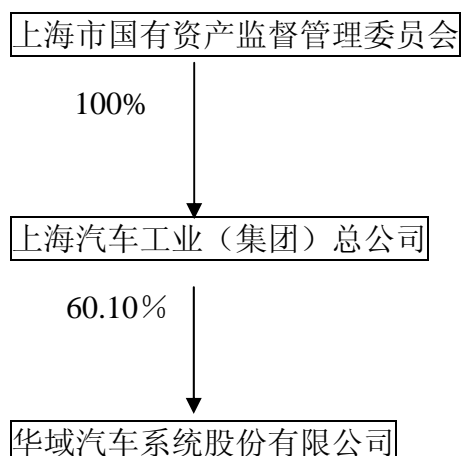 上海市国有资产监督管理委员会
100%
上海汽车工业（集团）总公司
60.10％
华域汽车系统股份有限公司